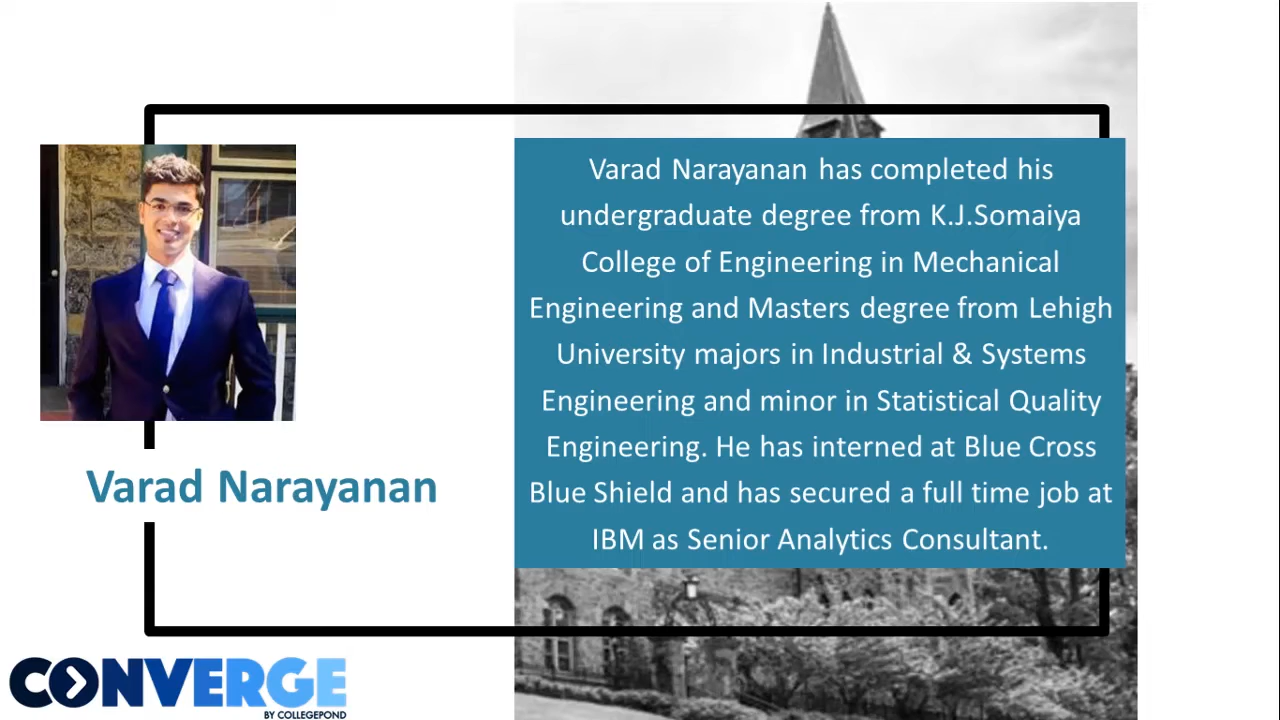 Varad Narayanan has completed his
undergraduate degree from K.J.Somaiya
College of Engineering in Mechanical
Engineering and Masters degree from Lehigh
University majors in Industrial & Systems
Engineering and minor in Statistical Quality
Engineering. He has interned at Blue Cross
Blue Shield and has secured a full time job at
IBM as Senior Analytics Consultant.
Varad Narayanan
CONVERGE
BY COLLEGEPOND